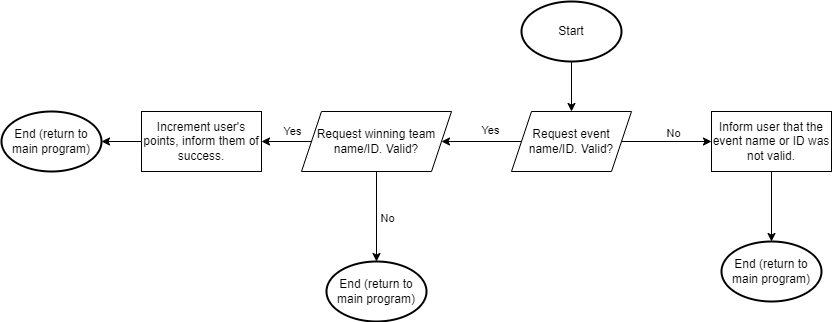 Start
End (return to
main program)
Increment user's
points, inform them of
success.
Yes
Request winning team
name/ID. Valid?
Yes
Request event
name/ID. Valid?
No
Inform user that the
event name or ID was
not valid.
No
End (return to
main program)
End (return to
main program)